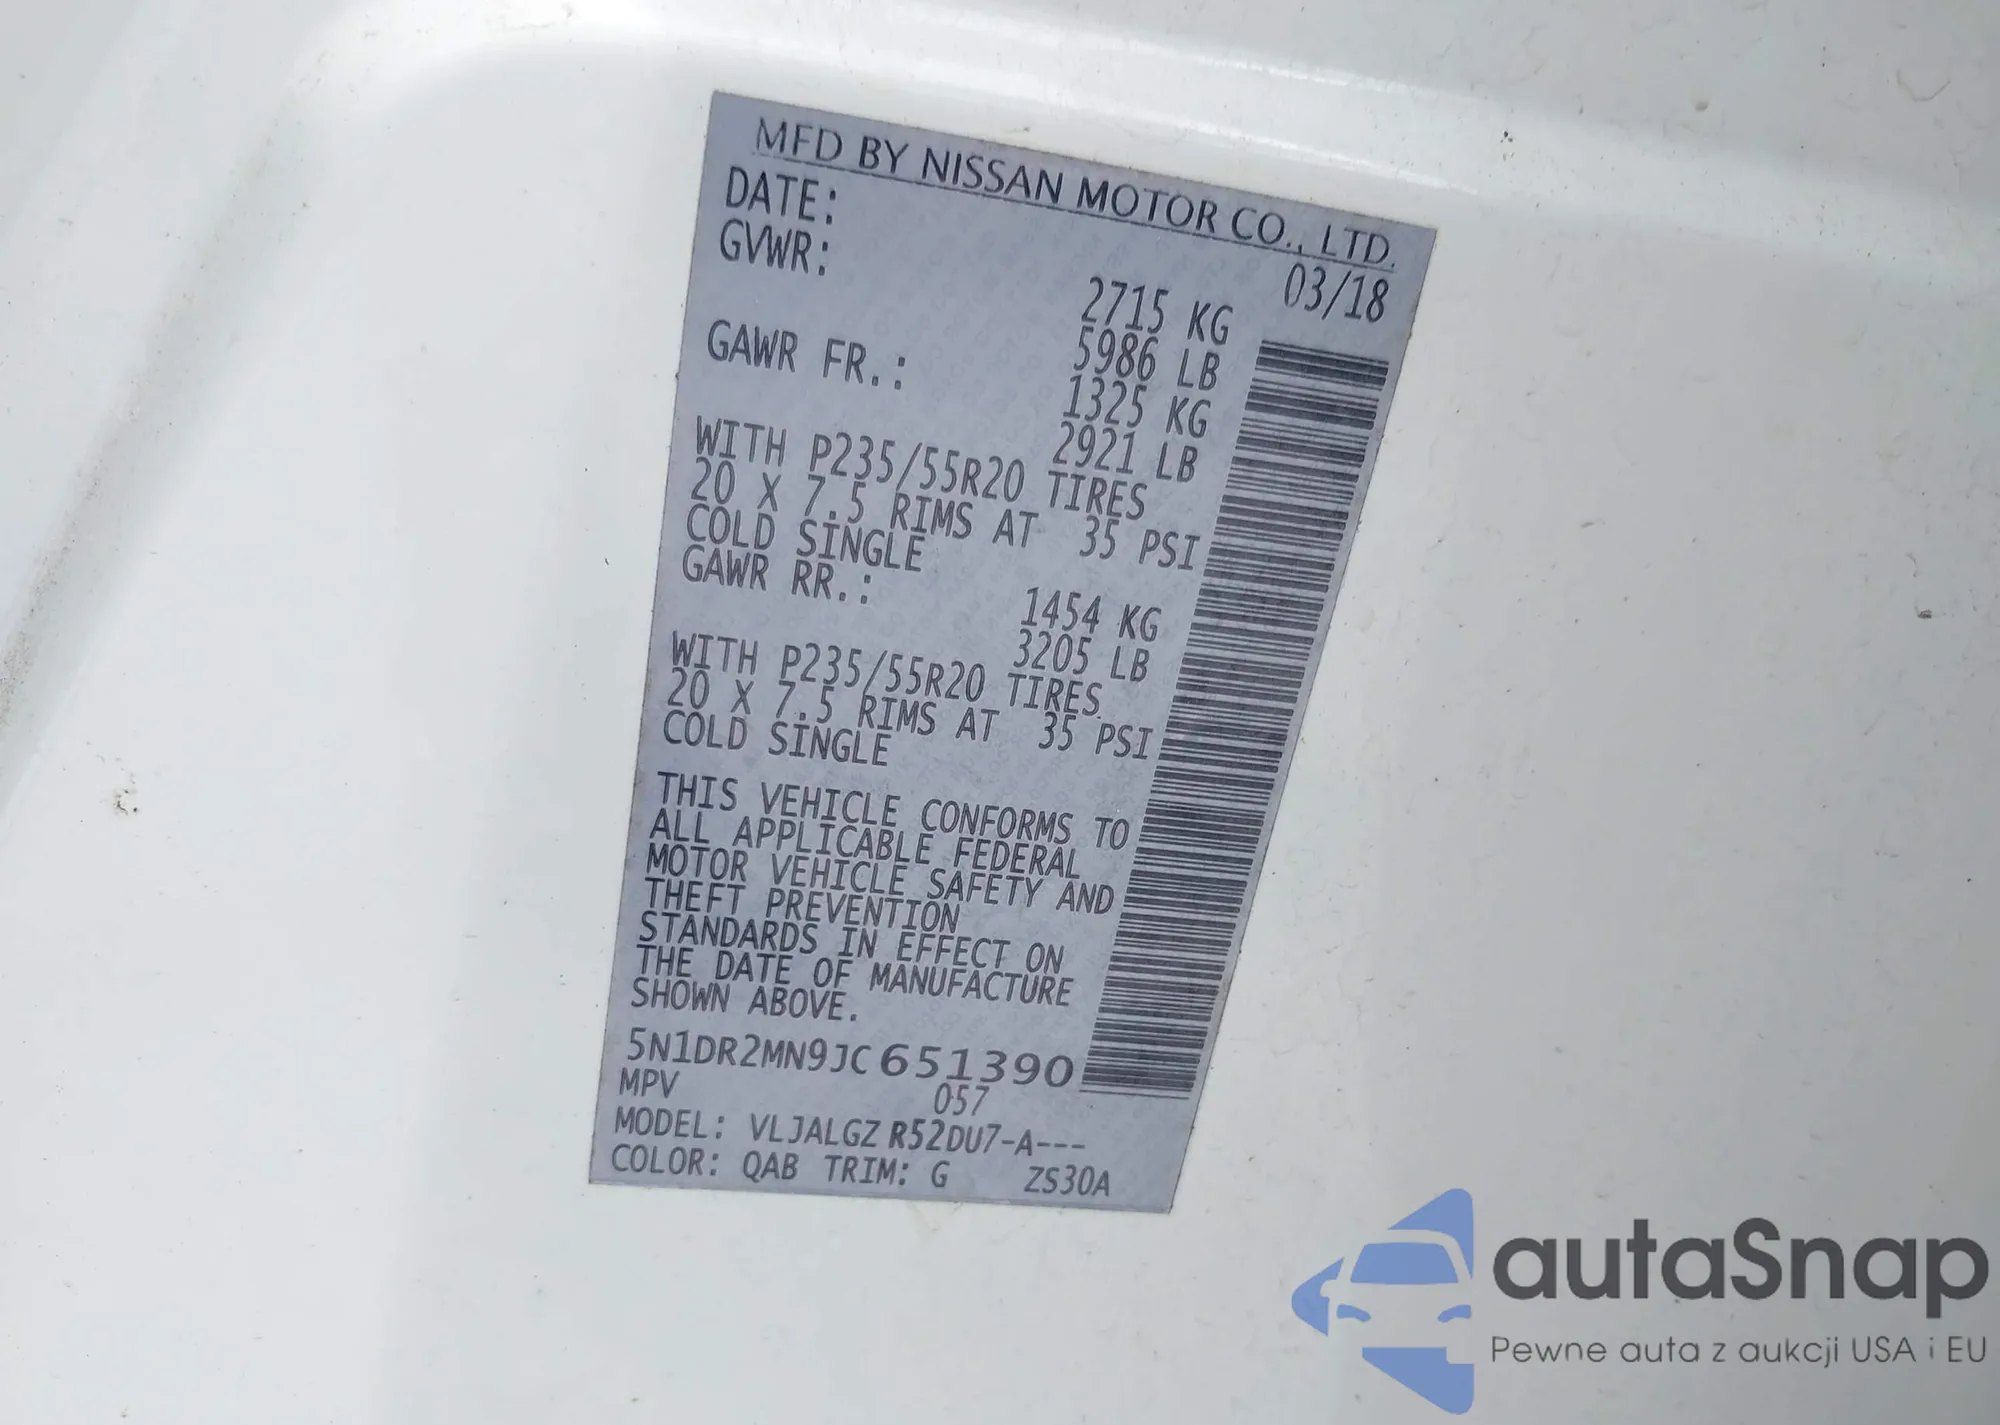 MFD BY NISSAN MOTOR CO., LTD.
DATE: 03/18
GVWR: 2715 KG
5986 LB
GAWR FR.: 1325 KG
2921 LB
WITH P235/55R20 TIRES
20 X 7.5 RIMS AT 35 PSI
COLD SINGLE
GAWR RR.: 1454 KG
3205 LB
WITH P235/55R20 TIRES
20 X 7.5 RIMS AT 35 PSI
COLD SINGLE
THIS VEHICLE CONFORMS TO
ALL APPLICABLE FEDERAL
MOTOR VEHICLE SAFETY AND
THEFT PREVENTION
STANDARDS IN EFFECT ON
THE DATE OF MANUFACTURE
SHOWN ABOVE.
5N1DR2MN9JC651390
MPV 057
MODEL: VLJALGZ R52DU7-A---
COLOR: QAB TRIM: G ZS30A
autaSnap
Pewne auta z aukcji USA i EU